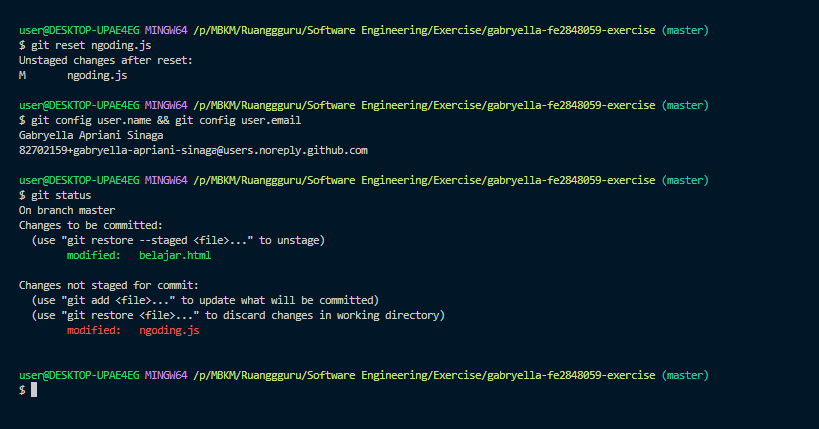 user@DESKTOP-UPAE4EG MINGW64 /p/MBKM/Ruanggguru/Software Engineering/Exercise/gabryella-fe2848059-exercise (master)
$ git reset ngoding.js
Unstaged changes after reset:
M       ngoding.js

user@DESKTOP-UPAE4EG MINGW64 /p/MBKM/Ruanggguru/Software Engineering/Exercise/gabryella-fe2848059-exercise (master)
$ git config user.name && git config user.email
Gabryella Apriani Sinaga
82702159+gabryella-apriani-sinaga@users.noreply.github.com

user@DESKTOP-UPAE4EG MINGW64 /p/MBKM/Ruanggguru/Software Engineering/Exercise/gabryella-fe2848059-exercise (master)
$ git status
On branch master
Changes to be committed:
  (use "git restore --staged <file>..." to unstage)
        modified:   belajar.html

Changes not staged for commit:
  (use "git add <file>..." to update what will be committed)
  (use "git restore <file>..." to discard changes in working directory)
        modified:   ngoding.js

user@DESKTOP-UPAE4EG MINGW64 /p/MBKM/Ruanggguru/Software Engineering/Exercise/gabryella-fe2848059-exercise (master)
$